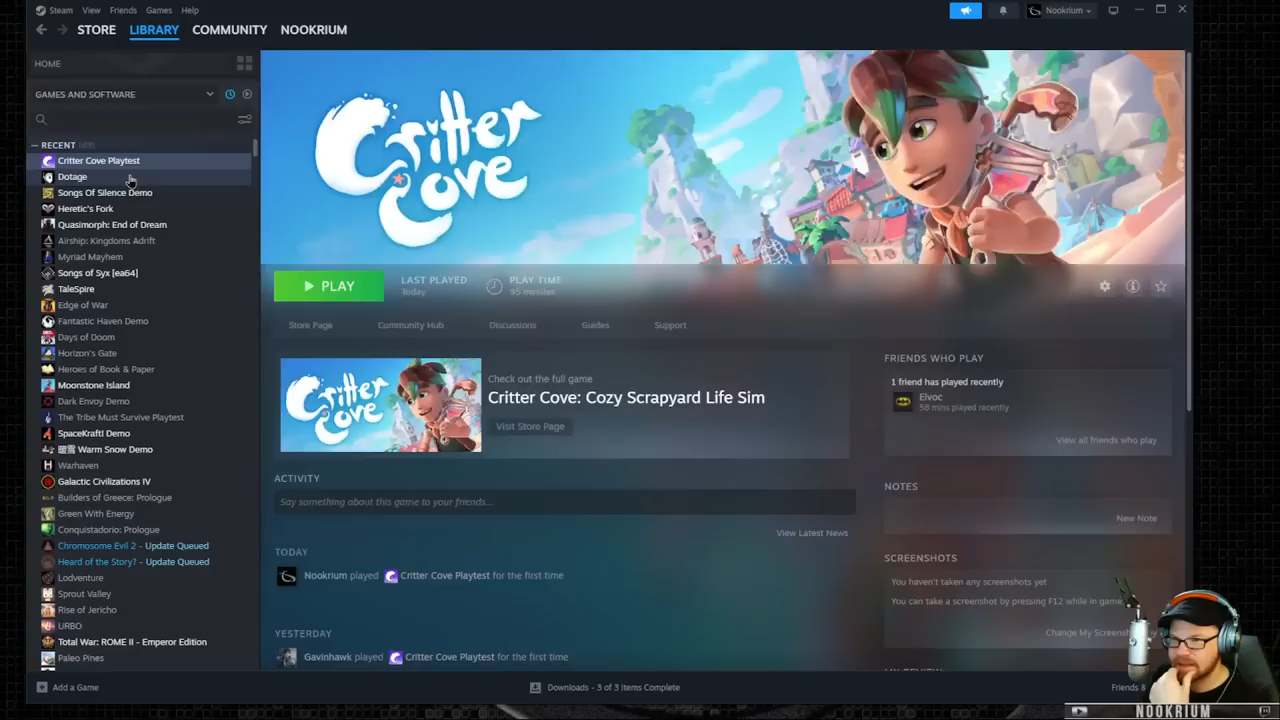 Steam View Friends Games Help
Nookrium
STORE LIBRARY COMMUNITY NOOKRIUM
HOME
GAMES AND SOFTWARE
RECENT
Critter Cove Playtest
Dotage
Songs Of Silence Demo
Heretic's Fork
Quasimorph: End of Dream
Airship: Kingdoms Adrift
Myriad Memyhem
Songs of Syx [ea64]
TaleSpire
Edge of War
Fantastic Haven Demo
Days of Doom
Horizon's Gate
Heroes of Book & Paper
Moonstone Island
Dark Envoy Demo
The Tribe Must Survive Playtest
SpaceKraft! Demo
暖雪 Warm Snow Demo
Warhaven
Galactic Civilizations IV
Builders of Greece: Prologue
Green With Energy
Conquistadorio: Prologue
Chromosome Evil 2 - Update Queued
Heard of the Story? - Update Queued
Lodventure
Sprout Valley
Rise of Jericho
URBO
Total War: ROME II - Emperor Edition
Paleo Pines
Add a Game
Critter Cove
PLAY
LAST PLAYED
Today
PLAY TIME
95 minutes
Store Page Community Hub Discussions Guides Support
Critter Cove
Check out the full game
Critter Cove: Cozy Scrapyard Life Sim
Visit Store Page
ACTIVITY
Say something about this game to your friends...
View Latest News
TODAY
Nookrium played Critter Cove Playtest for the first time
YESTERDAY
Gavinhawk played Critter Cove Playtest for the first time
FRIENDS WHO PLAY
1 friend has played recently
Elvoc
58 mins played recently
View all friends who play
NOTES
New Note
SCREENSHOTS
You haven't taken any screenshots yet
You can take a screenshot by pressing F12 while in game
Change My
Downloads - 3 of 3 Items Complete
Friends
NOOKRIUM